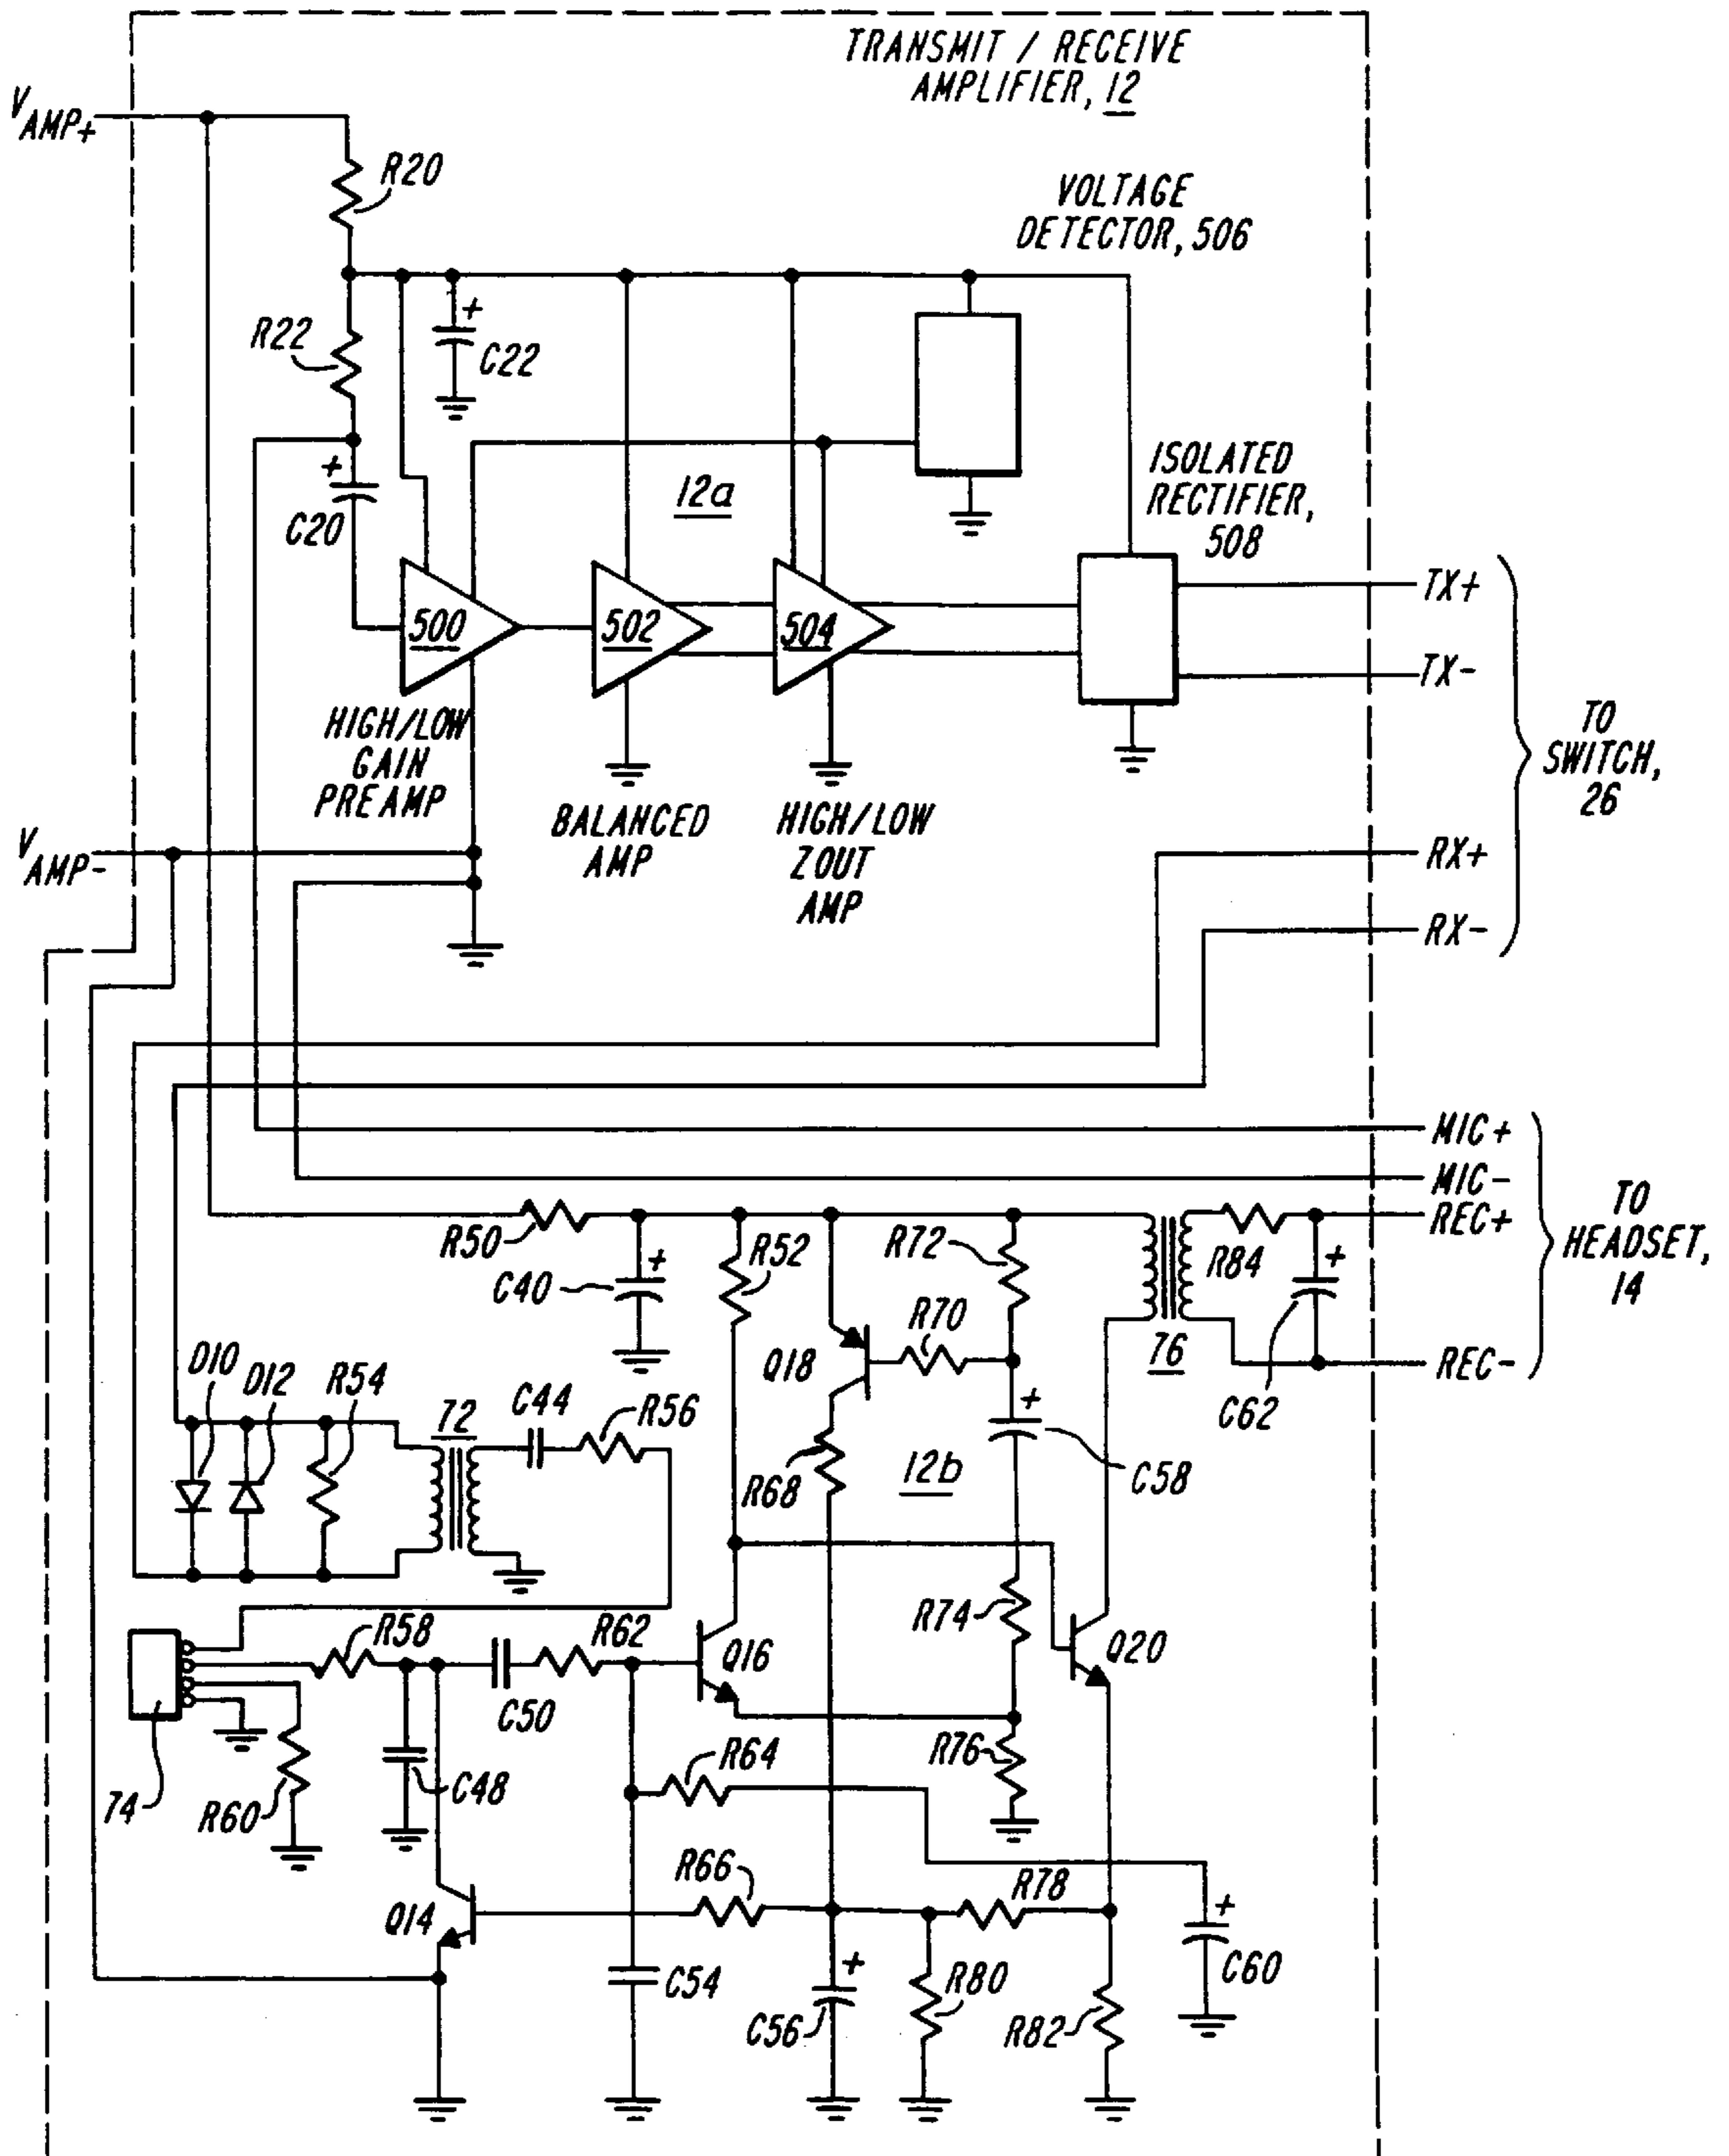 TRANSMIT / RECEIVE
AMPLIFIER, 12
V AMP+
R20
VOLTAGE
DETECTOR, 506
R22
+
C22
+
C20
12a
ISOLATED
RECTIFIER,
508
500
502
504
TX+
TX-
HIGH/LOW
GAIN
PREAMP
BALANCED
AMP
HIGH/LOW
ZOUT
AMP
TO
SWITCH,
26
V AMP-
RX+
RX-
MIC+
MIC-
REC+
REC-
TO
HEADSET,
14
R50
C40
+
R52
R72
R84
+
C62
R70
76
Q18
D10
D12
R54
72
C44
R56
R68
12b
+
C58
R58
R62
Q16
R74
Q20
C50
74
R60
C48
R64
R76
R66
R78
Q14
+
C60
C54
+
C56
R80
R82